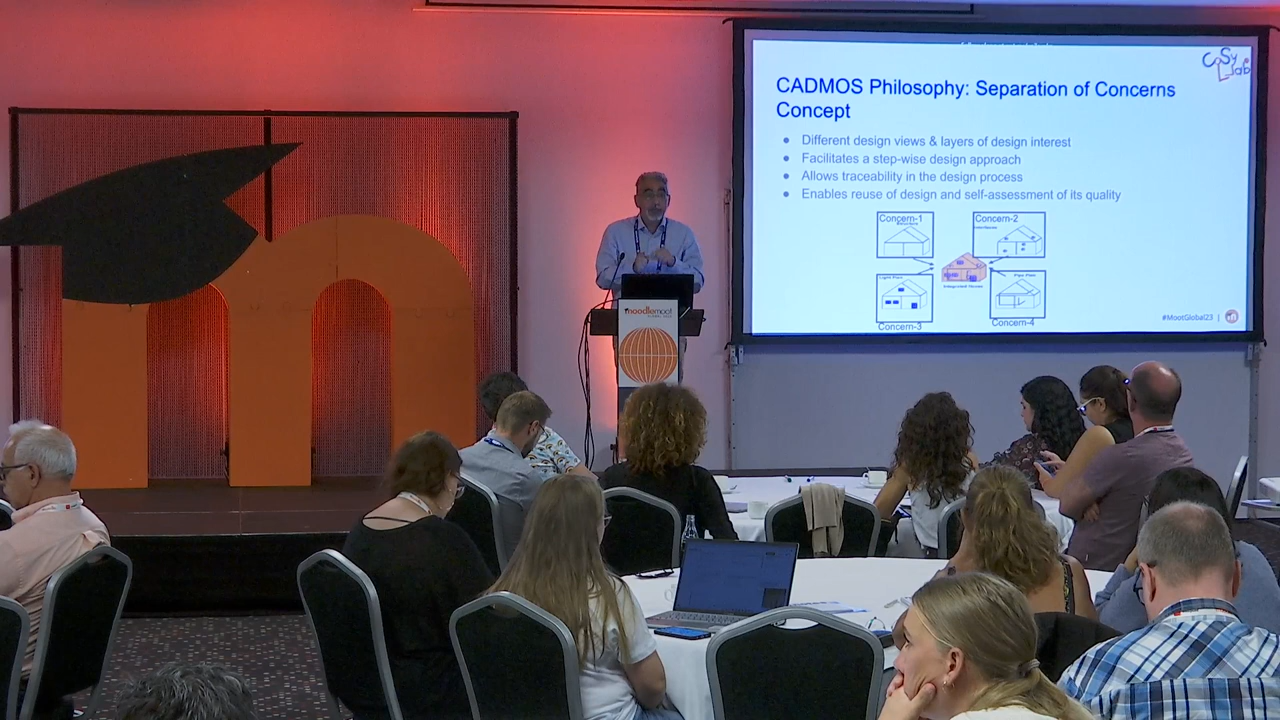 CoSy
Lab
CADMOS Philosophy: Separation of Concerns
Concept
Different design views & layers of design interest
Facilitates a step-wise design approach
Allows traceability in the design process
Enables reuse of design and self-assessment of its quality
Concern-1
Concern-2
Concern-3
Concern-4
#MootGlobal23 |
moodlemoot